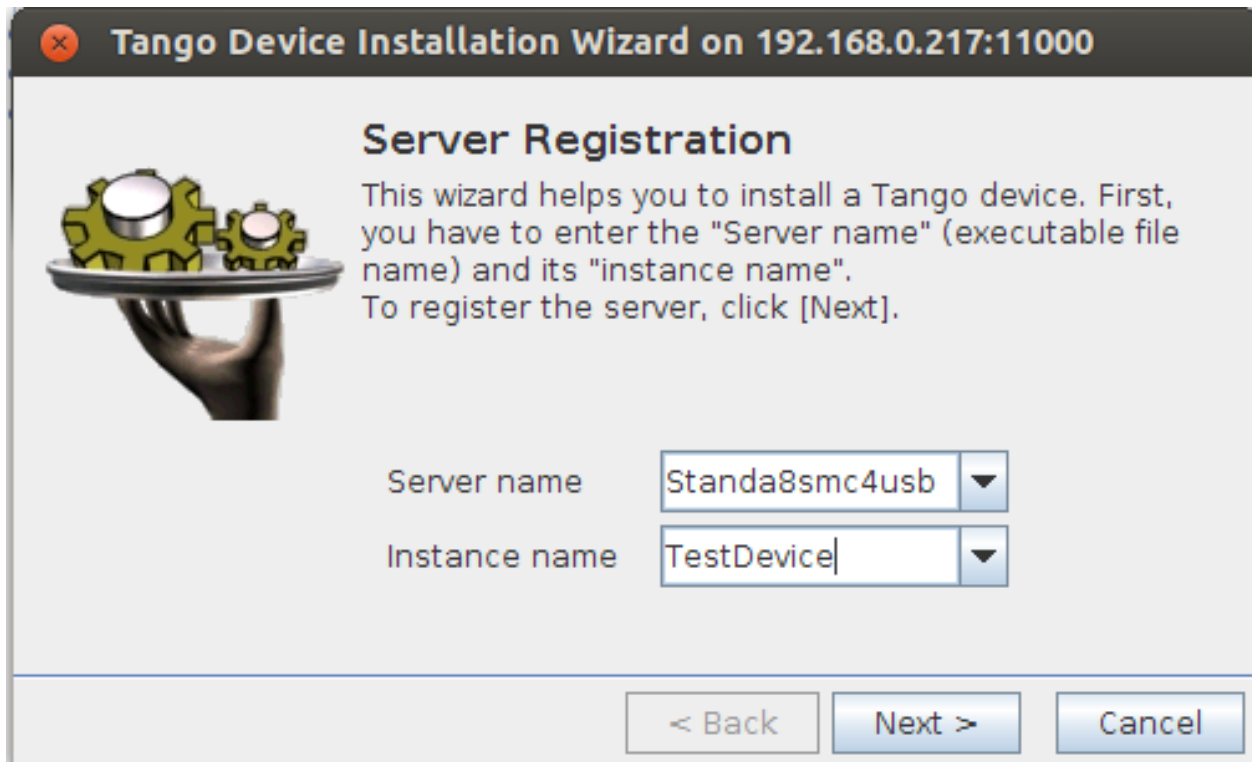 Tango Device Installation Wizard on 192.168.0.217:11000
Server Registration
This wizard helps you to install a Tango device. First,
you have to enter the "Server name" (executable file
name) and its "instance name".
To register the server, click [Next].
Server name Standa8smc4usb
Instance name TestDevice
< Back Next > Cancel